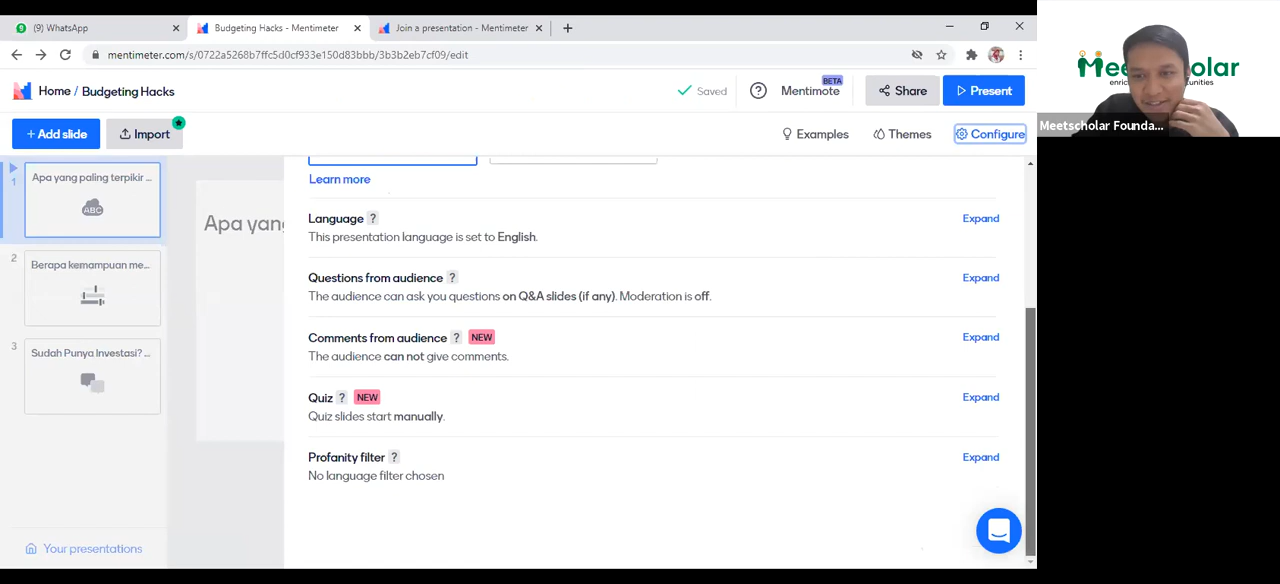 (9) WhatsApp
Budgeting Hacks - Mentimeter
Join a presentation - Mentimeter
mentimeter.com/s/0722a5268b7ffc5d0cf933e150d83bbb/3b3b2eb7cf09/edit
Home / Budgeting Hacks
Saved
Mentimote
BETA
Share
Present
+ Add slide
Import
Examples
Themes
Configure
Meetscholar Founda...
1
Apa yang paling terpikir ...
ABC
2
Berapa kemampuan me...
3
Sudah Punya Investasi? ...
Your presentations
Apa yang
Learn more
Language ?
Expand
This presentation language is set to English.
Questions from audience ?
Expand
The audience can ask you questions on Q&A slides (if any). Moderation is off.
Comments from audience ? NEW
Expand
The audience can not give comments.
Quiz ? NEW
Expand
Quiz slides start manually.
Profanity filter ?
Expand
No language filter chosen